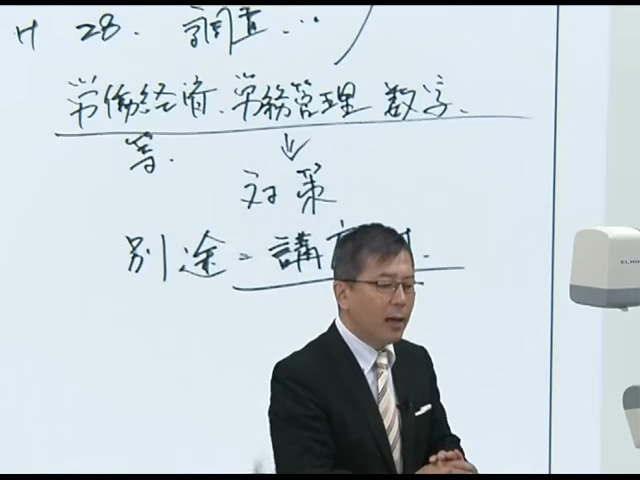 H 28. 調査...
労働経済、労務管理 数字、
等.
対策
別途、講
ELMO